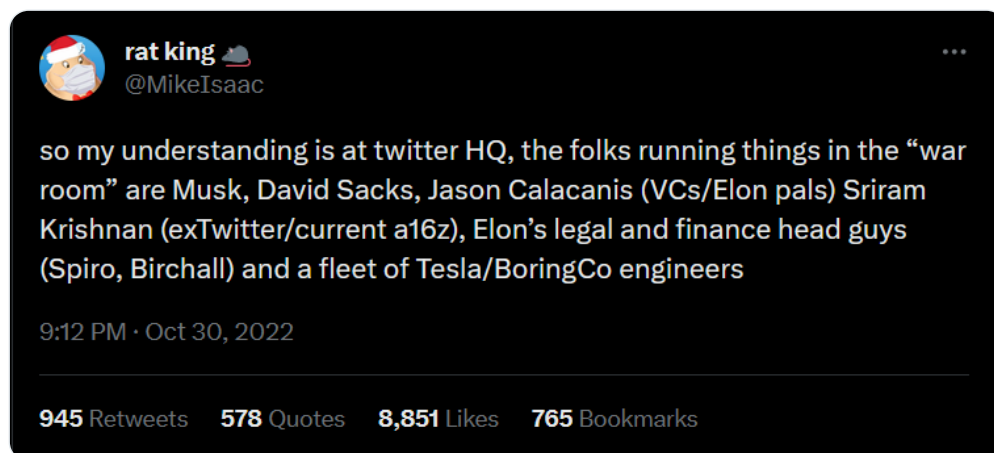 rat king 🐀
@MikeIsaac
so my understanding is at twitter HQ, the folks running things in the “war
room” are Musk, David Sacks, Jason Calacanis (VCs/Elon pals) Sriram
Krishnan (exTwitter/current a16z), Elon’s legal and finance head guys
(Spiro, Birchall) and a fleet of Tesla/BoringCo engineers
9:12 PM · Oct 30, 2022
945 Retweets 578 Quotes 8,851 Likes 765 Bookmarks